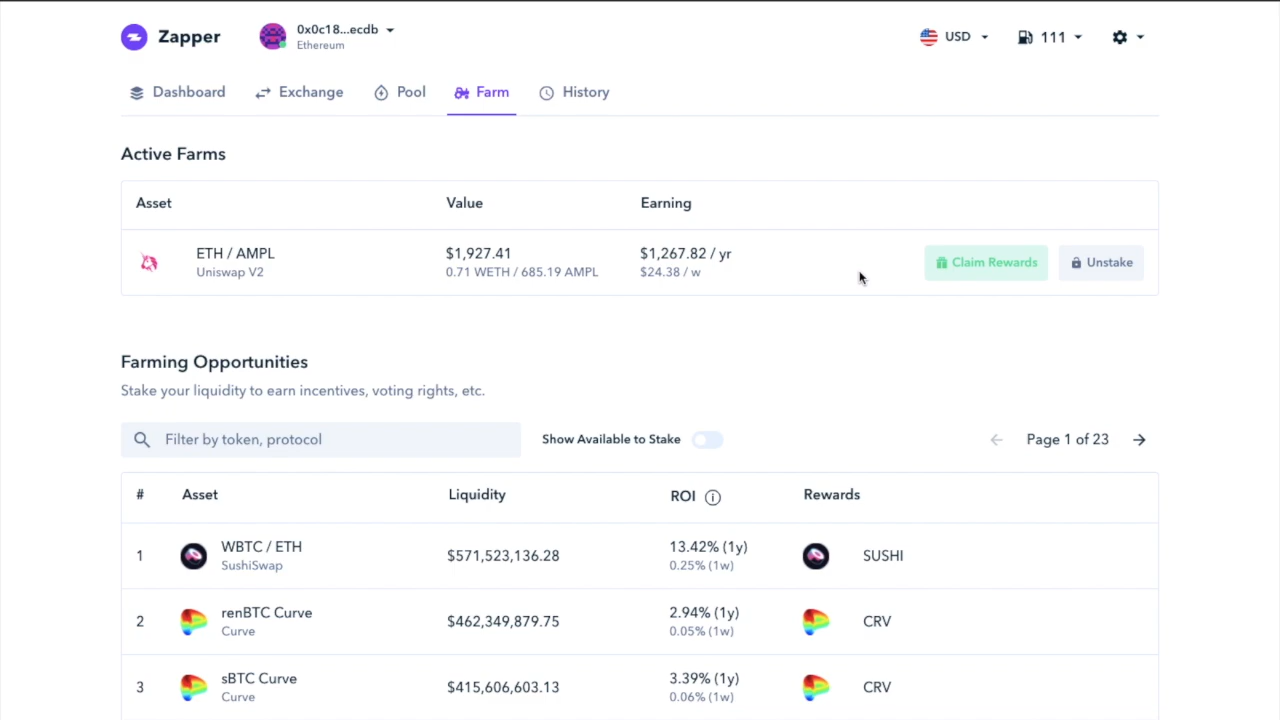 Zapper
0x0c18...ecdb
Ethereum
USD
111
Dashboard
Exchange
Pool
Farm
History
Active Farms
Asset Value Earning
ETH / AMPL $1,927.41 $1,267.82 / yr
Uniswap V2 0.71 WETH / 685.19 AMPL $24.38 / w
Claim Rewards
Unstake
Farming Opportunities
Stake your liquidity to earn incentives, voting rights, etc.
Filter by token, protocol
Show Available to Stake
Page 1 of 23
# Asset Liquidity ROI Rewards
1 WBTC / ETH $571,523,136.28 13.42% (1y) SUSHI
SushiSwap 0.25% (1w)
2 renBTC Curve $462,349,879.75 2.94% (1y) CRV
Curve 0.05% (1w)
3 sBTC Curve $415,606,603.13 3.39% (1y) CRV
Curve 0.06% (1w)